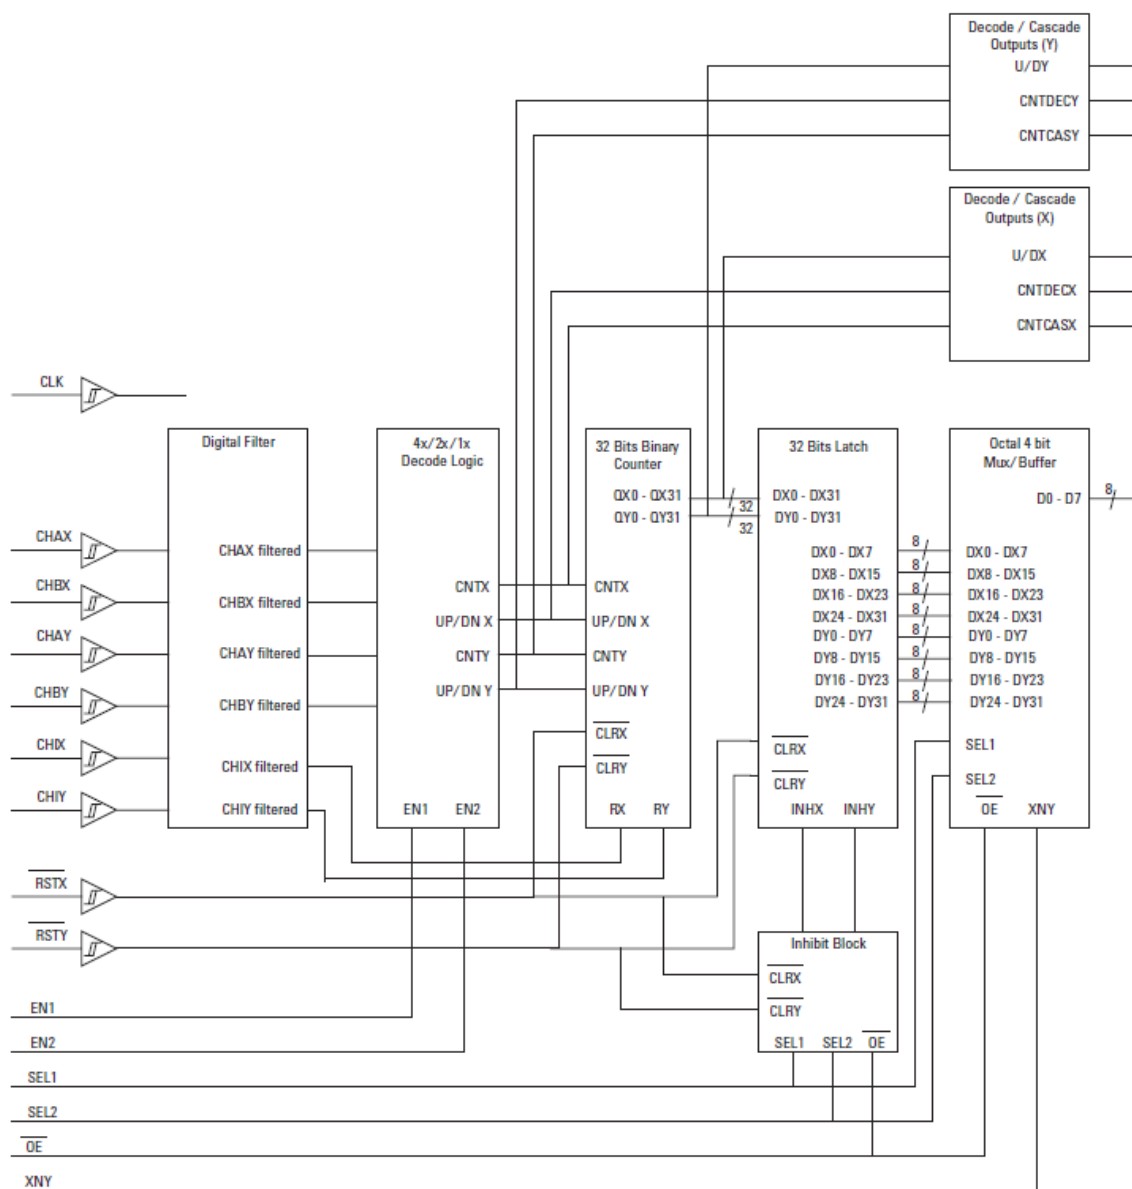 Decode / Cascade
Outputs (Y)
U/DY
CNTDECY
CNTCASY
Decode / Cascade
Outputs (X)
U/DX
CNTDECX
CNTCASX
CLK
Digital Filter
4x/2x/1x
Decode Logic
32 Bits Binary
Counter
32 Bits Latch
Octal 4 bit
Mux/Buffer
QX0 - QX31
QY0 - QY31
32
32
DX0 - DX31
DY0 - DY31
D0 - D7
8
CHAX
CHBX
CHAY
CHBY
CHIX
CHIY
CHAX filtered
CHBX filtered
CHAY filtered
CHBY filtered
CHIX filtered
CHIY filtered
CNTX
UP/DN X
CNTY
UP/DN Y
EN1 EN2
CNTX
UP/DN X
CNTY
UP/DN Y
CLRX
CLRY
RX RY
DX0 - DX7
DX8 - DX15
DX16 - DX23
DX24 - DX31
DY0 - DY7
DY8 - DY15
DY16 - DY23
DY24 - DY31
CLRX
CLRY
INHX INHY
8
8
8
8
8
8
8
8
DX0 - DX7
DX8 - DX15
DX16 - DX23
DX24 - DX31
DY0 - DY7
DY8 - DY15
DY16 - DY23
DY24 - DY31
SEL1
SEL2
OE XNY
RSTX
RSTY
Inhibit Block
CLRX
CLRY
SEL1 SEL2 OE
EN1
EN2
SEL1
SEL2
OE
XNY